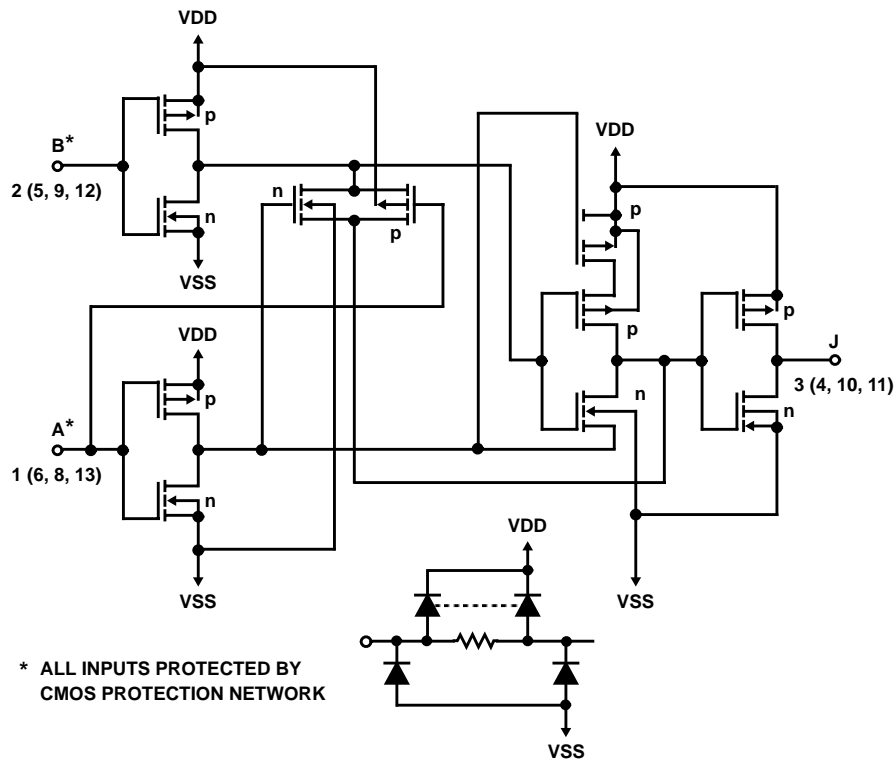 VDD
p
B*
2 (5, 9, 12)
n
VSS
n
p
VDD
p
p
n
p
n
J
3 (4, 10, 11)
VDD
p
A*
1 (6, 8, 13)
n
VSS
VSS
VDD
VSS
* ALL INPUTS PROTECTED BY
CMOS PROTECTION NETWORK